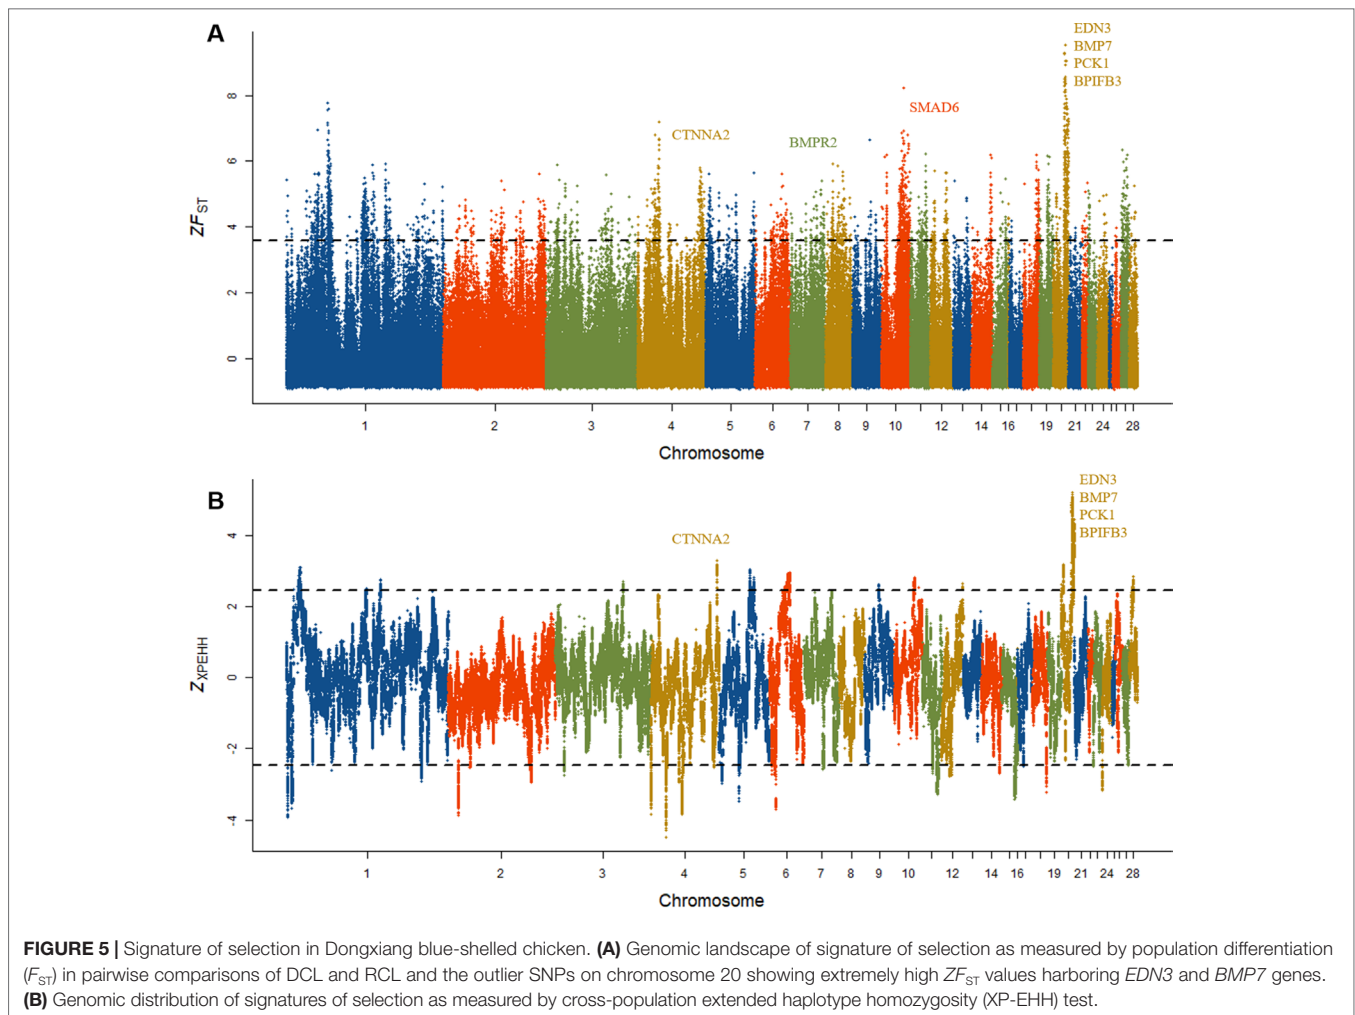 A
EDN3
BMP7
PCK1
BPIFB3
SMAD6
CTNNA2
BMPR2
8
6
4
2
0
ZFST
1 2 3 4 5 6 7 8 9 10 12 14 16 19 21 24 28
Chromosome
B
EDN3
BMP7
PCK1
BPIFB3
CTNNA2
4
2
0
-2
-4
ZXPEHH
1 2 3 4 5 6 7 8 9 10 12 14 16 19 21 24 28
Chromosome
FIGURE 5 | Signature of selection in Dongxiang blue-shelled chicken. (A) Genomic landscape of signature of selection as measured by population differentiation
(FST) in pairwise comparisons of DCL and RCL and the outlier SNPs on chromosome 20 showing extremely high ZFST values harboring EDN3 and BMP7 genes.
(B) Genomic distribution of signatures of selection as measured by cross-population extended haplotype homozygosity (XP-EHH) test.